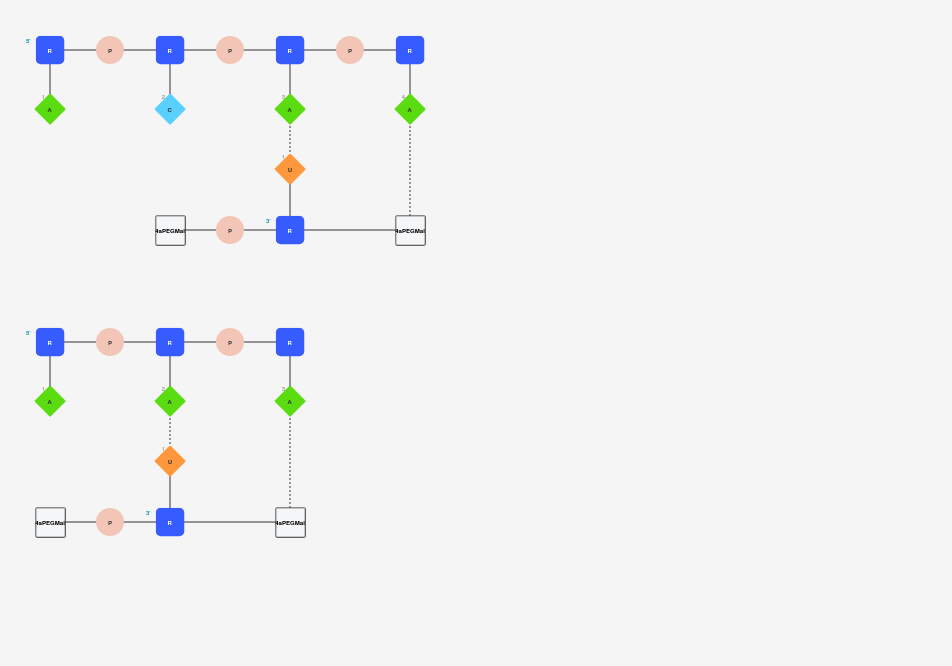 5' R P R P R P R
1 A 2 C 3 A 4 A
1 U
4aPEGMal P 3' R 4aPEGMal
5' R P R P R
1 A 2 A 3 A
1 U
4aPEGMal P 3' R 4aPEGMal